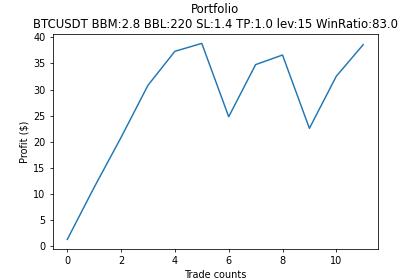 Portfolio
BTCUSDT BBM:2.8 BBL:220 SL:1.4 TP:1.0 lev:15 WinRatio:83.0
40
35
30
25
20
15
10
5
0
Profit ($)
0 2 4 6 8 10
Trade counts